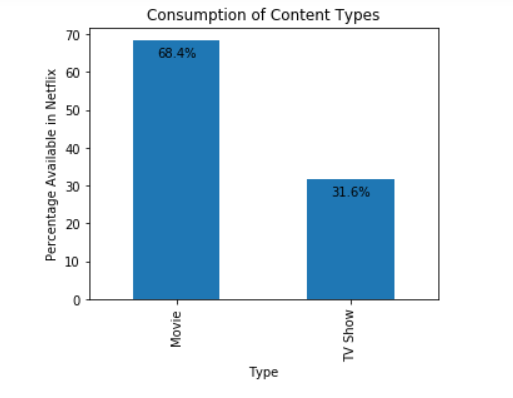 Consumption of Content Types
Percentage Available in Netflix
70
60
50
40
30
20
10
0
68.4%
31.6%
Movie
TV Show
Type